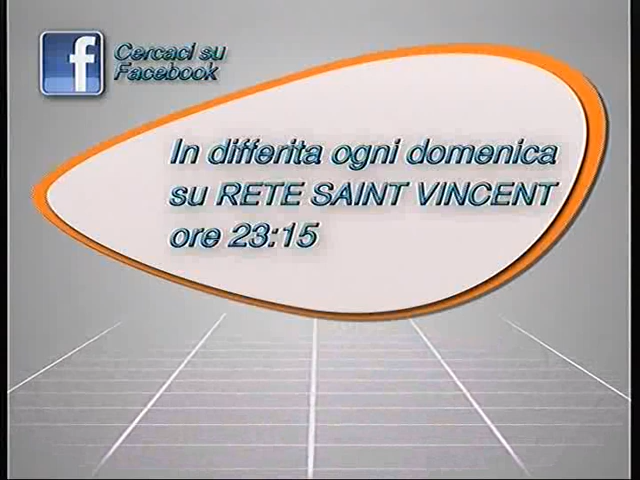 f
Cercaci su
Facebook
In differita ogni domenica
su RETE SAINT VINCENT
ore 23:15